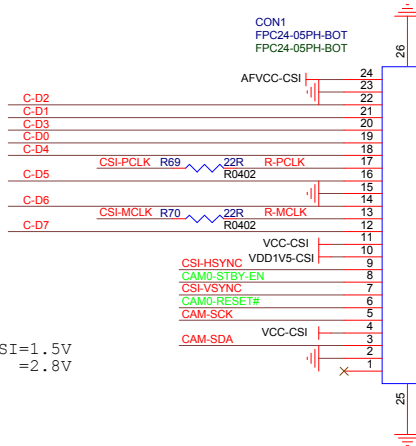 CON1
FPC24-05PH-BOT
FPC24-05PH-BOT
26
AFVCC-CSI 24
23
C-D2 22
C-D1 21
C-D3 20
C-D0 19
C-D4 18
CSI-PCLK R69 22R R-PCLK 17
R0402
C-D5 16
15
C-D6 14
CSI-MCLK R70 22R R-MCLK 13
R0402
C-D7 12
VCC-CSI 11
VDD1V5-CSI 10
CSI-HSYNC 9
CAM0-STBY-EN 8
CSI-VSYNC 7
CAM0-RESET# 6
CAM-SCK 5
VCC-CSI 4
CAM-SDA 3
2
1
SI=1.5V
=2.8V
25